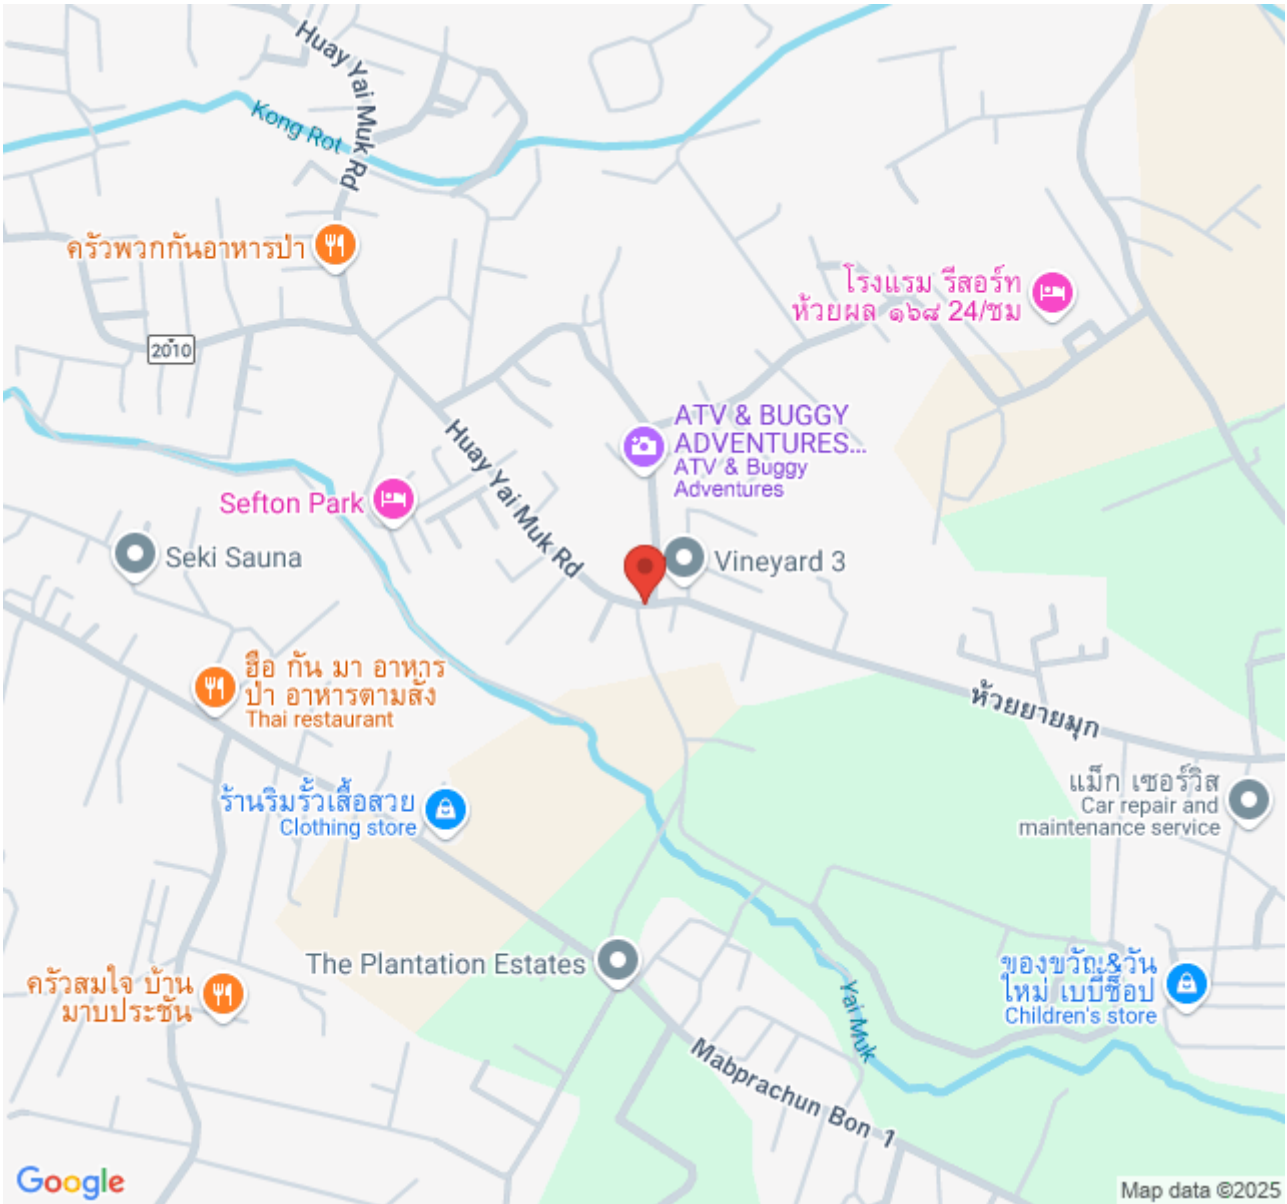 Huay Yai Muk Rd
Kong Rot
ครัวพวกกันอาหารป่า
โรงแรม รีสอร์ท
ห้วยผล ๑๖๘ 24/ชม
2010
ATV & BUGGY
ADVENTURES...
ATV & Buggy
Adventures
Huay Yai Muk Rd
Sefton Park
Seki Sauna
Vineyard 3
ฮือ กัน มา อาหาร
ป่า อาหารตามสั่ง
Thai restaurant
ห้วยยายมุก
แม็ก เซอร์วิส
Car repair and
maintenance service
ร้านริมรั้วเสื้อสวย
Clothing store
The Plantation Estates
ครัวสมใจ บ้าน
มาบประชัน
ของขวัญ&วัน
ใหม่ เบบี้ช็อป
Children's store
Yai Muk
Mabprachun Bon 1
Google
Map data ©2025